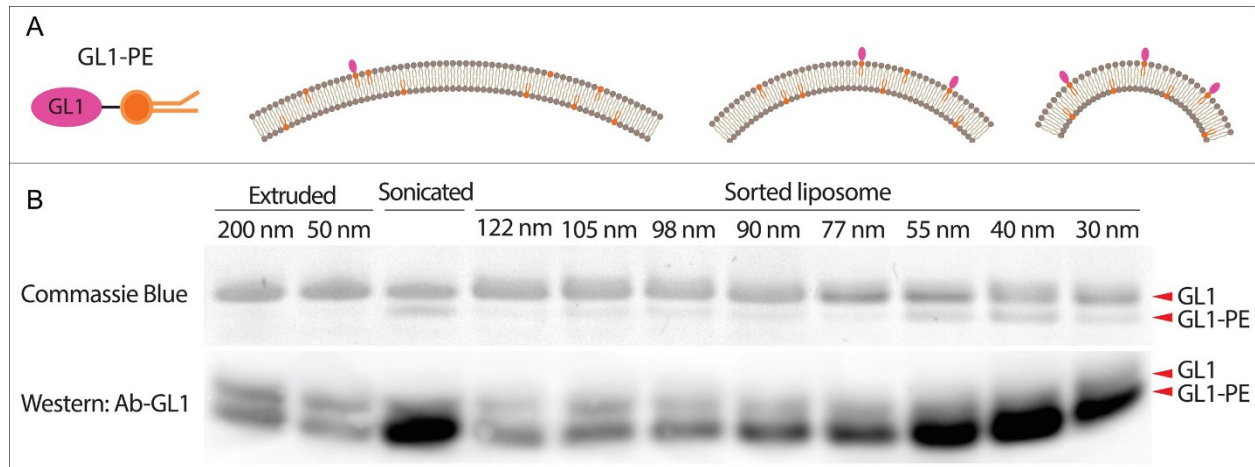 A
GL1-PE
GL1
B
Extruded Sonicated Sorted liposome
200 nm 50 nm 122 nm 105 nm 98 nm 90 nm 77 nm 55 nm 40 nm 30 nm
Commassie Blue
GL1
GL1-PE
Western: Ab-GL1
GL1
GL1-PE